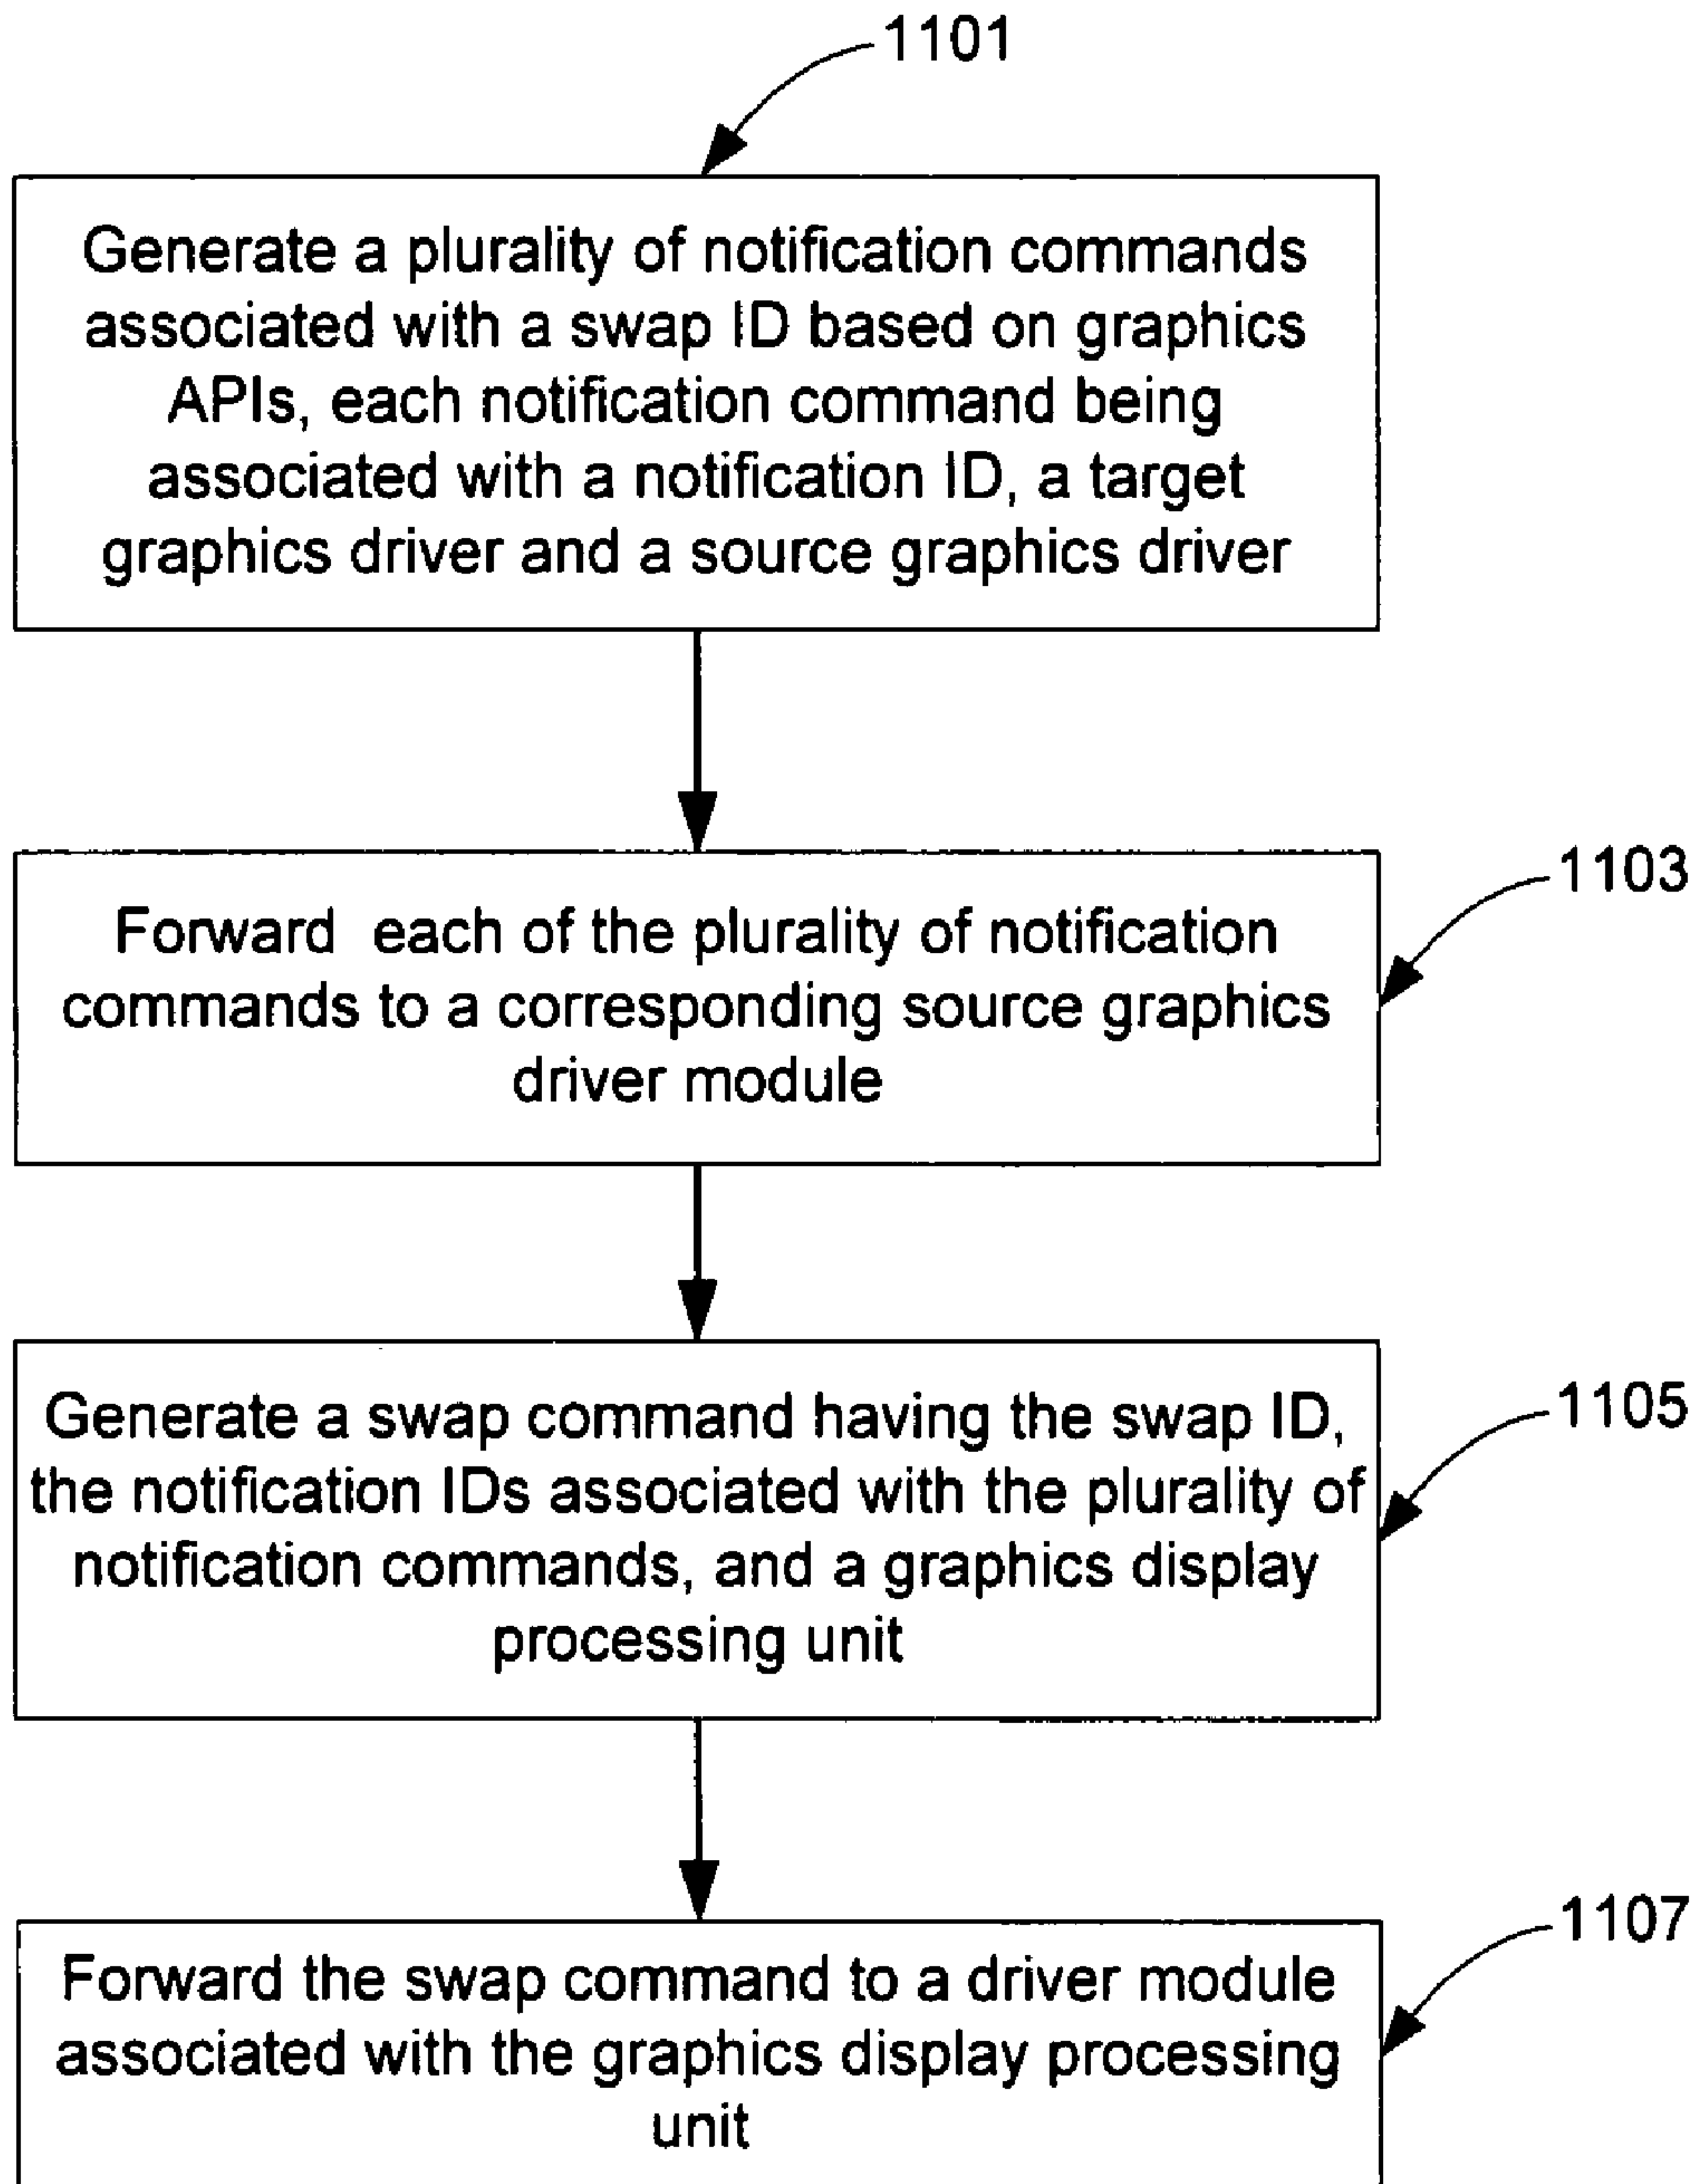 1101
Generate a plurality of notification commands
associated with a swap ID based on graphics
APIs, each notification command being
associated with a notification ID, a target
graphics driver and a source graphics driver
1103
Forward each of the plurality of notification
commands to a corresponding source graphics
driver module
1105
Generate a swap command having the swap ID,
the notification IDs associated with the plurality of
notification commands, and a graphics display
processing unit
1107
Forward the swap command to a driver module
associated with the graphics display processing
unit